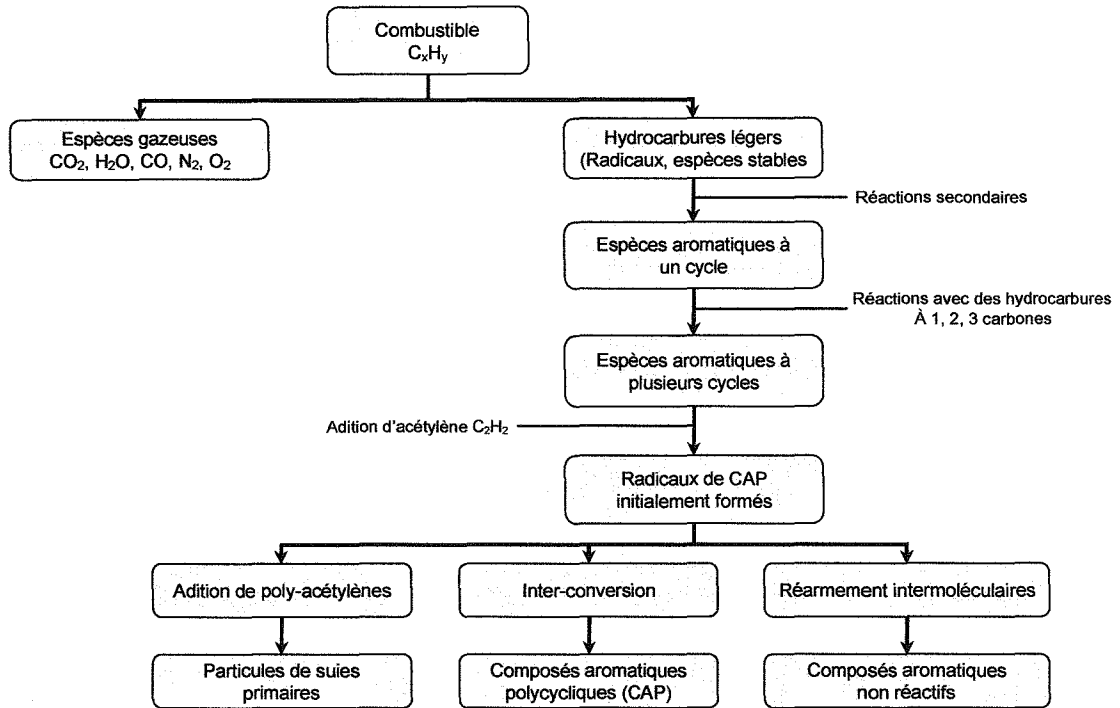 Combustible
CₓHᵧ
Espèces gazeuses
CO₂, H₂O, CO, N₂, O₂
Hydrocarbures légers
(Radicaux, espèces stables
Réactions secondaires
Espèces aromatiques à
un cycle
Réactions avec des hydrocarbures
À 1, 2, 3 carbones
Espèces aromatiques à
plusieurs cycles
Adition d'acétylène C₂H₂
Radicaux de CAP
initialement formés
Adition de poly-acétylènes
Inter-conversion
Réarmement intermoléculaires
Particules de suies
primaires
Composés aromatiques
polycycliques (CAP)
Composés aromatiques
non réactifs